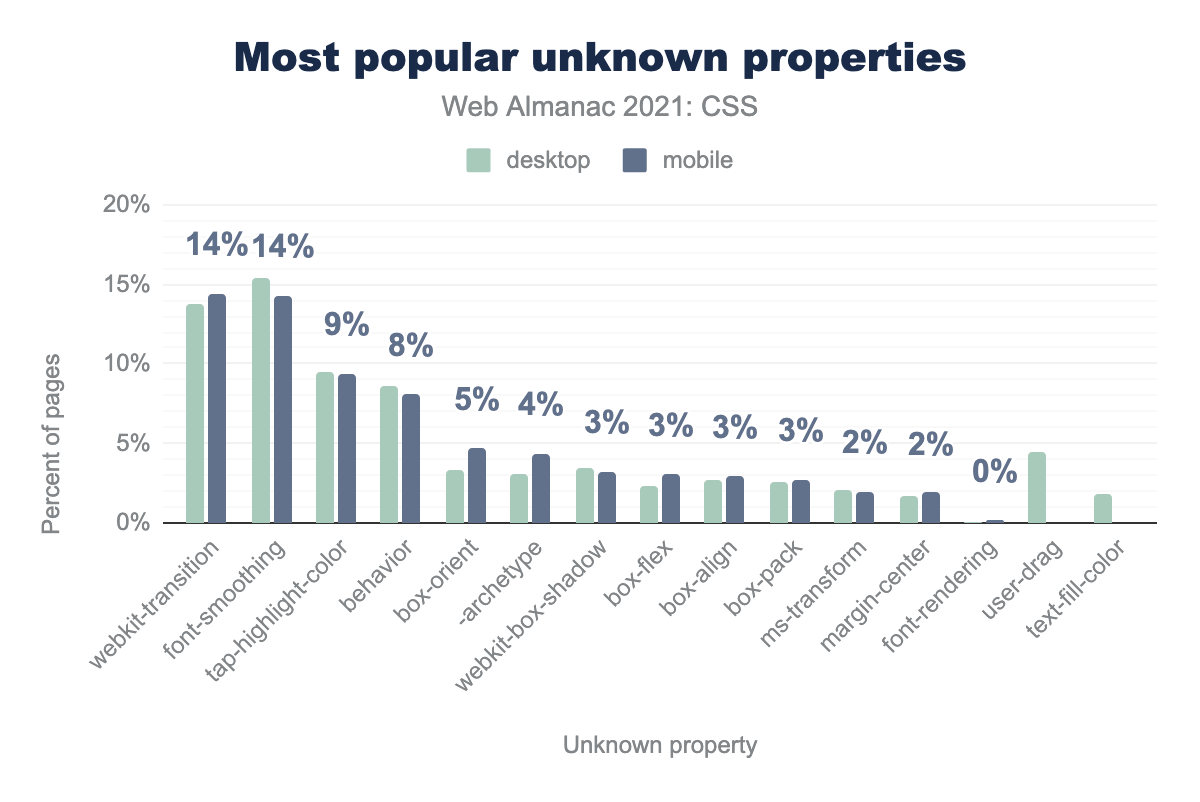 Most popular unknown properties
Web Almanac 2021: CSS
desktop mobile
20%
15%
10%
5%
0%
Percent of pages
14% 14% 9% 8% 5% 4% 3% 3% 3% 3% 2% 2% 0%
webkit-transition
font-smoothing
tap-highlight-color
behavior
box-orient
-archetype
webkit-box-shadow
box-flex
box-align
box-pack
ms-transform
margin-center
font-rendering
user-drag
text-fill-color
Unknown property